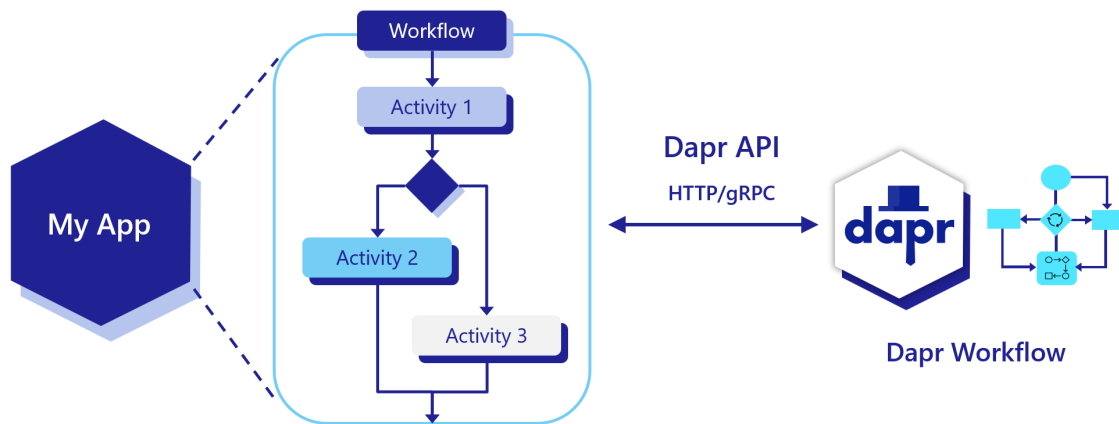 Workflow
Activity 1
My App
Activity 2
Activity 3
Dapr API
HTTP/gRPC
dapr
Dapr Workflow